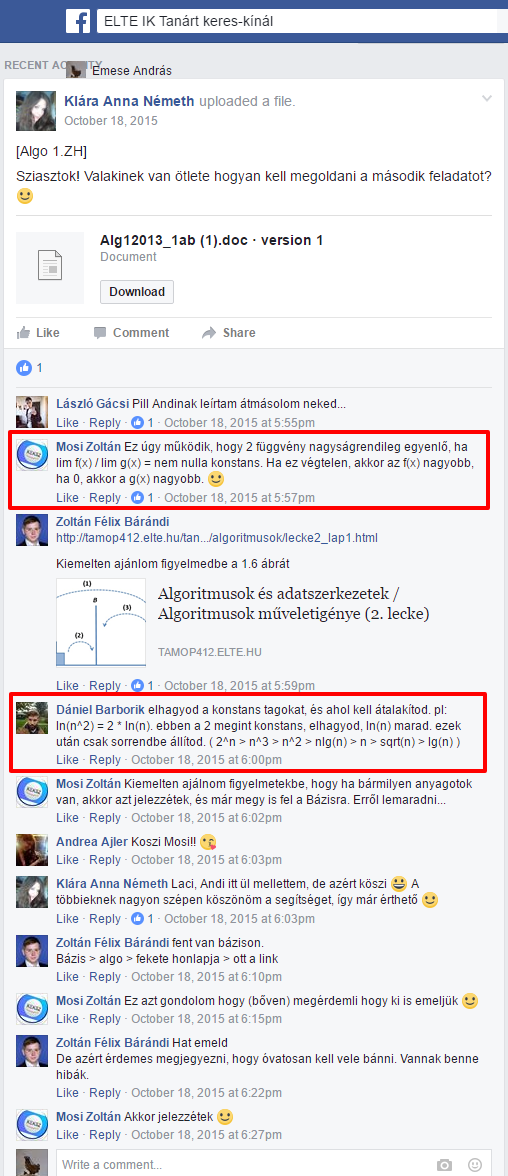 ELTE IK Tanárt keres-kínál
RECENT ACTIVITY
Emese András
Klára Anna Németh uploaded a file.
October 18, 2015
[Algo 1.ZH]
Sziasztok! Valakinek van ötlete hogyan kell megoldani a második feladatot?
Alg12013_1ab (1).doc · version 1
Document
Download
Like Comment Share
1
László Gácsi Pill Andinak leírtam átmásolom neked...
Like · Reply · 1 · October 18, 2015 at 5:55pm
Mosi Zoltán Ez úgy működik, hogy 2 függvény nagyságrendileg egyenlő, ha
lim f(x) / lim g(x) = nem nulla konstans. Ha ez végtelen, akkor az f(x) nagyobb,
ha 0, akkor a g(x) nagyobb.
Like · Reply · 1 · October 18, 2015 at 5:57pm
Zoltán Félix Bárándi
http://tamop412.elte.hu/tan.../algoritmusok/lecke2_lap1.html
Kiemelten ajánlom figyelmedbe a 1.6 ábrát
(1)
B
(3)
(2)
Algoritmusok és adatszerkezetek /
Algoritmusok műveletigénye (2. lecke)
TAMOP412.ELTE.HU
Like · Reply · 1 · October 18, 2015 at 5:59pm
Dániel Barborik elhagyod a konstans tagokat, és ahol kell átalakítod. pl:
ln(n^2) = 2 * ln(n). ebben a 2 megint konstans, elhagyod, ln(n) marad. ezek
után csak sorrendbe állítod. ( 2^n > n^3 > n^2 > nlg(n) > n > sqrt(n) > lg(n) )
Like · Reply · October 18, 2015 at 6:00pm
Mosi Zoltán Kiemelten ajálnom figyelmetekbe, hogy ha bármilyen anyagotok
van, akkor azt jelezzétek, és már megy is fel a Bázisra. Erről lemaradni...
Like · Reply · October 18, 2015 at 6:02pm
Andrea Ajler Koszi Mosi!!
Like · Reply · October 18, 2015 at 6:03pm
Klára Anna Németh Laci, Andi itt ül mellettem, de azért köszi A
többieknek nagyon szépen köszönöm a segítséget, így már érthető
Like · Reply · 1 · October 18, 2015 at 6:03pm
Zoltán Félix Bárándi fent van bázison.
Bázis > algo > fekete honlapja > ott a link
Like · Reply · October 18, 2015 at 6:10pm
Mosi Zoltán Ez azt gondolom hogy (bőven) megérdemli hogy ki is emeljük
Like · Reply · October 18, 2015 at 6:15pm
Zoltán Félix Bárándi Hat emeld
De azért érdemes megjegyezni, hogy óvatosan kell vele bánni. Vannak benne
hibák.
Like · Reply · October 18, 2015 at 6:22pm
Mosi Zoltán Akkor jelezzétek
Like · Reply · October 18, 2015 at 6:27pm
Write a comment...